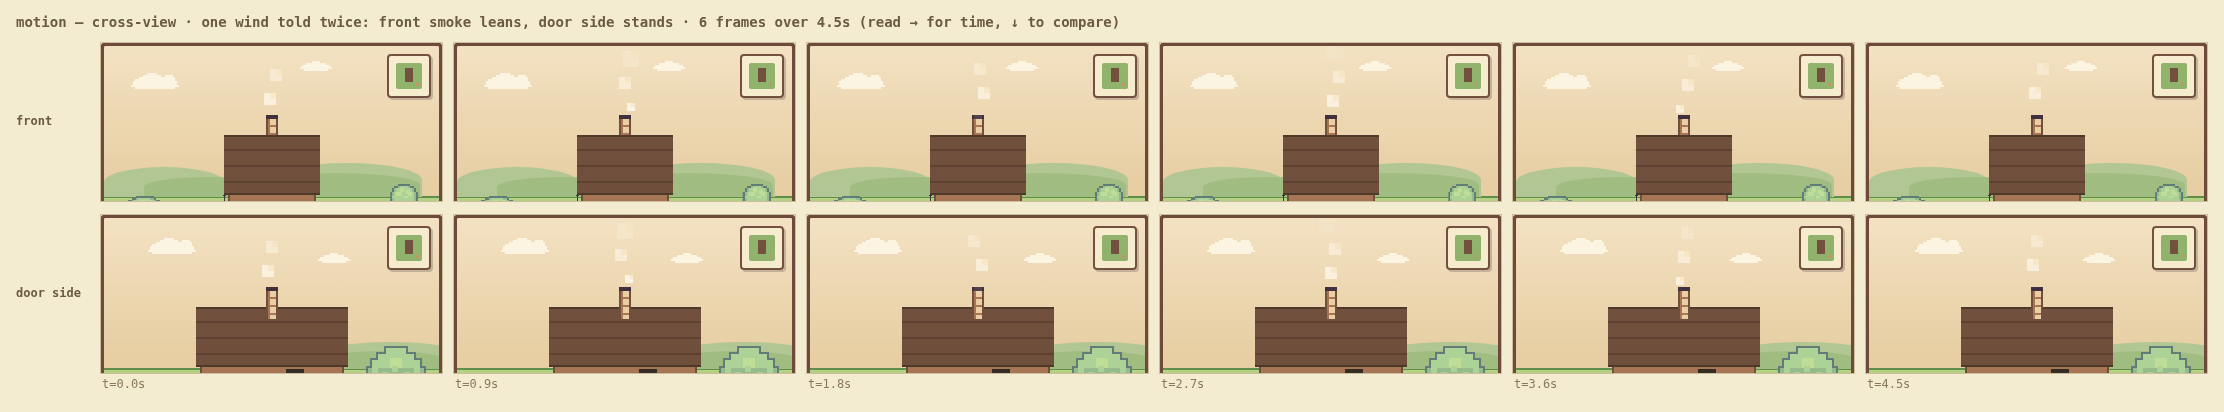 motion — cross-view · one wind told twice: front smoke leans, door side stands · 6 frames over 4.5s (read → for time, ↓ to compare)
front
door side
t=0.0s
t=0.9s
t=1.8s
t=2.7s
t=3.6s
t=4.5s